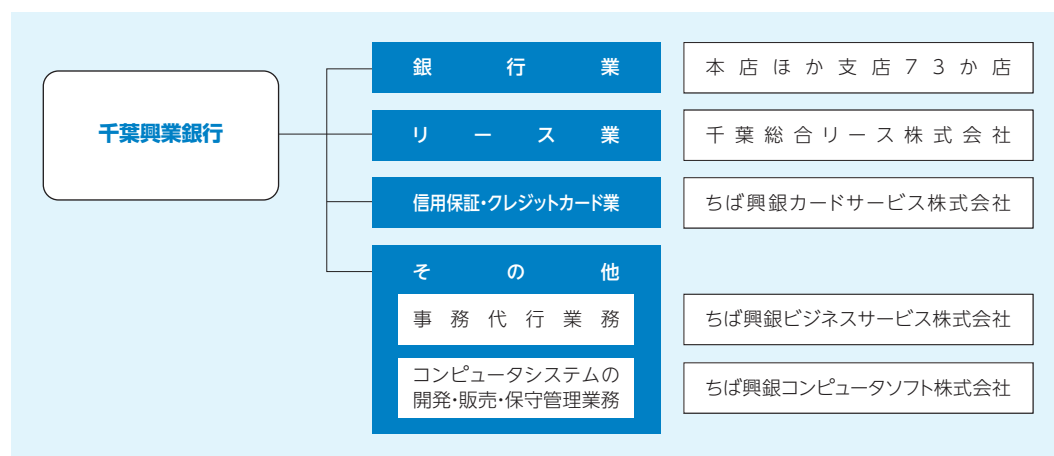 千葉興業銀行
銀行業
本店ほか支店73か店
リース業
千葉総合リース株式会社
信用保証・クレジットカード業
ちば興銀カードサービス株式会社
その他
事務代行業務
ちば興銀ビジネスサービス株式会社
コンピュータシステムの
開発・販売・保守管理業務
ちば興銀コンピュータソフト株式会社